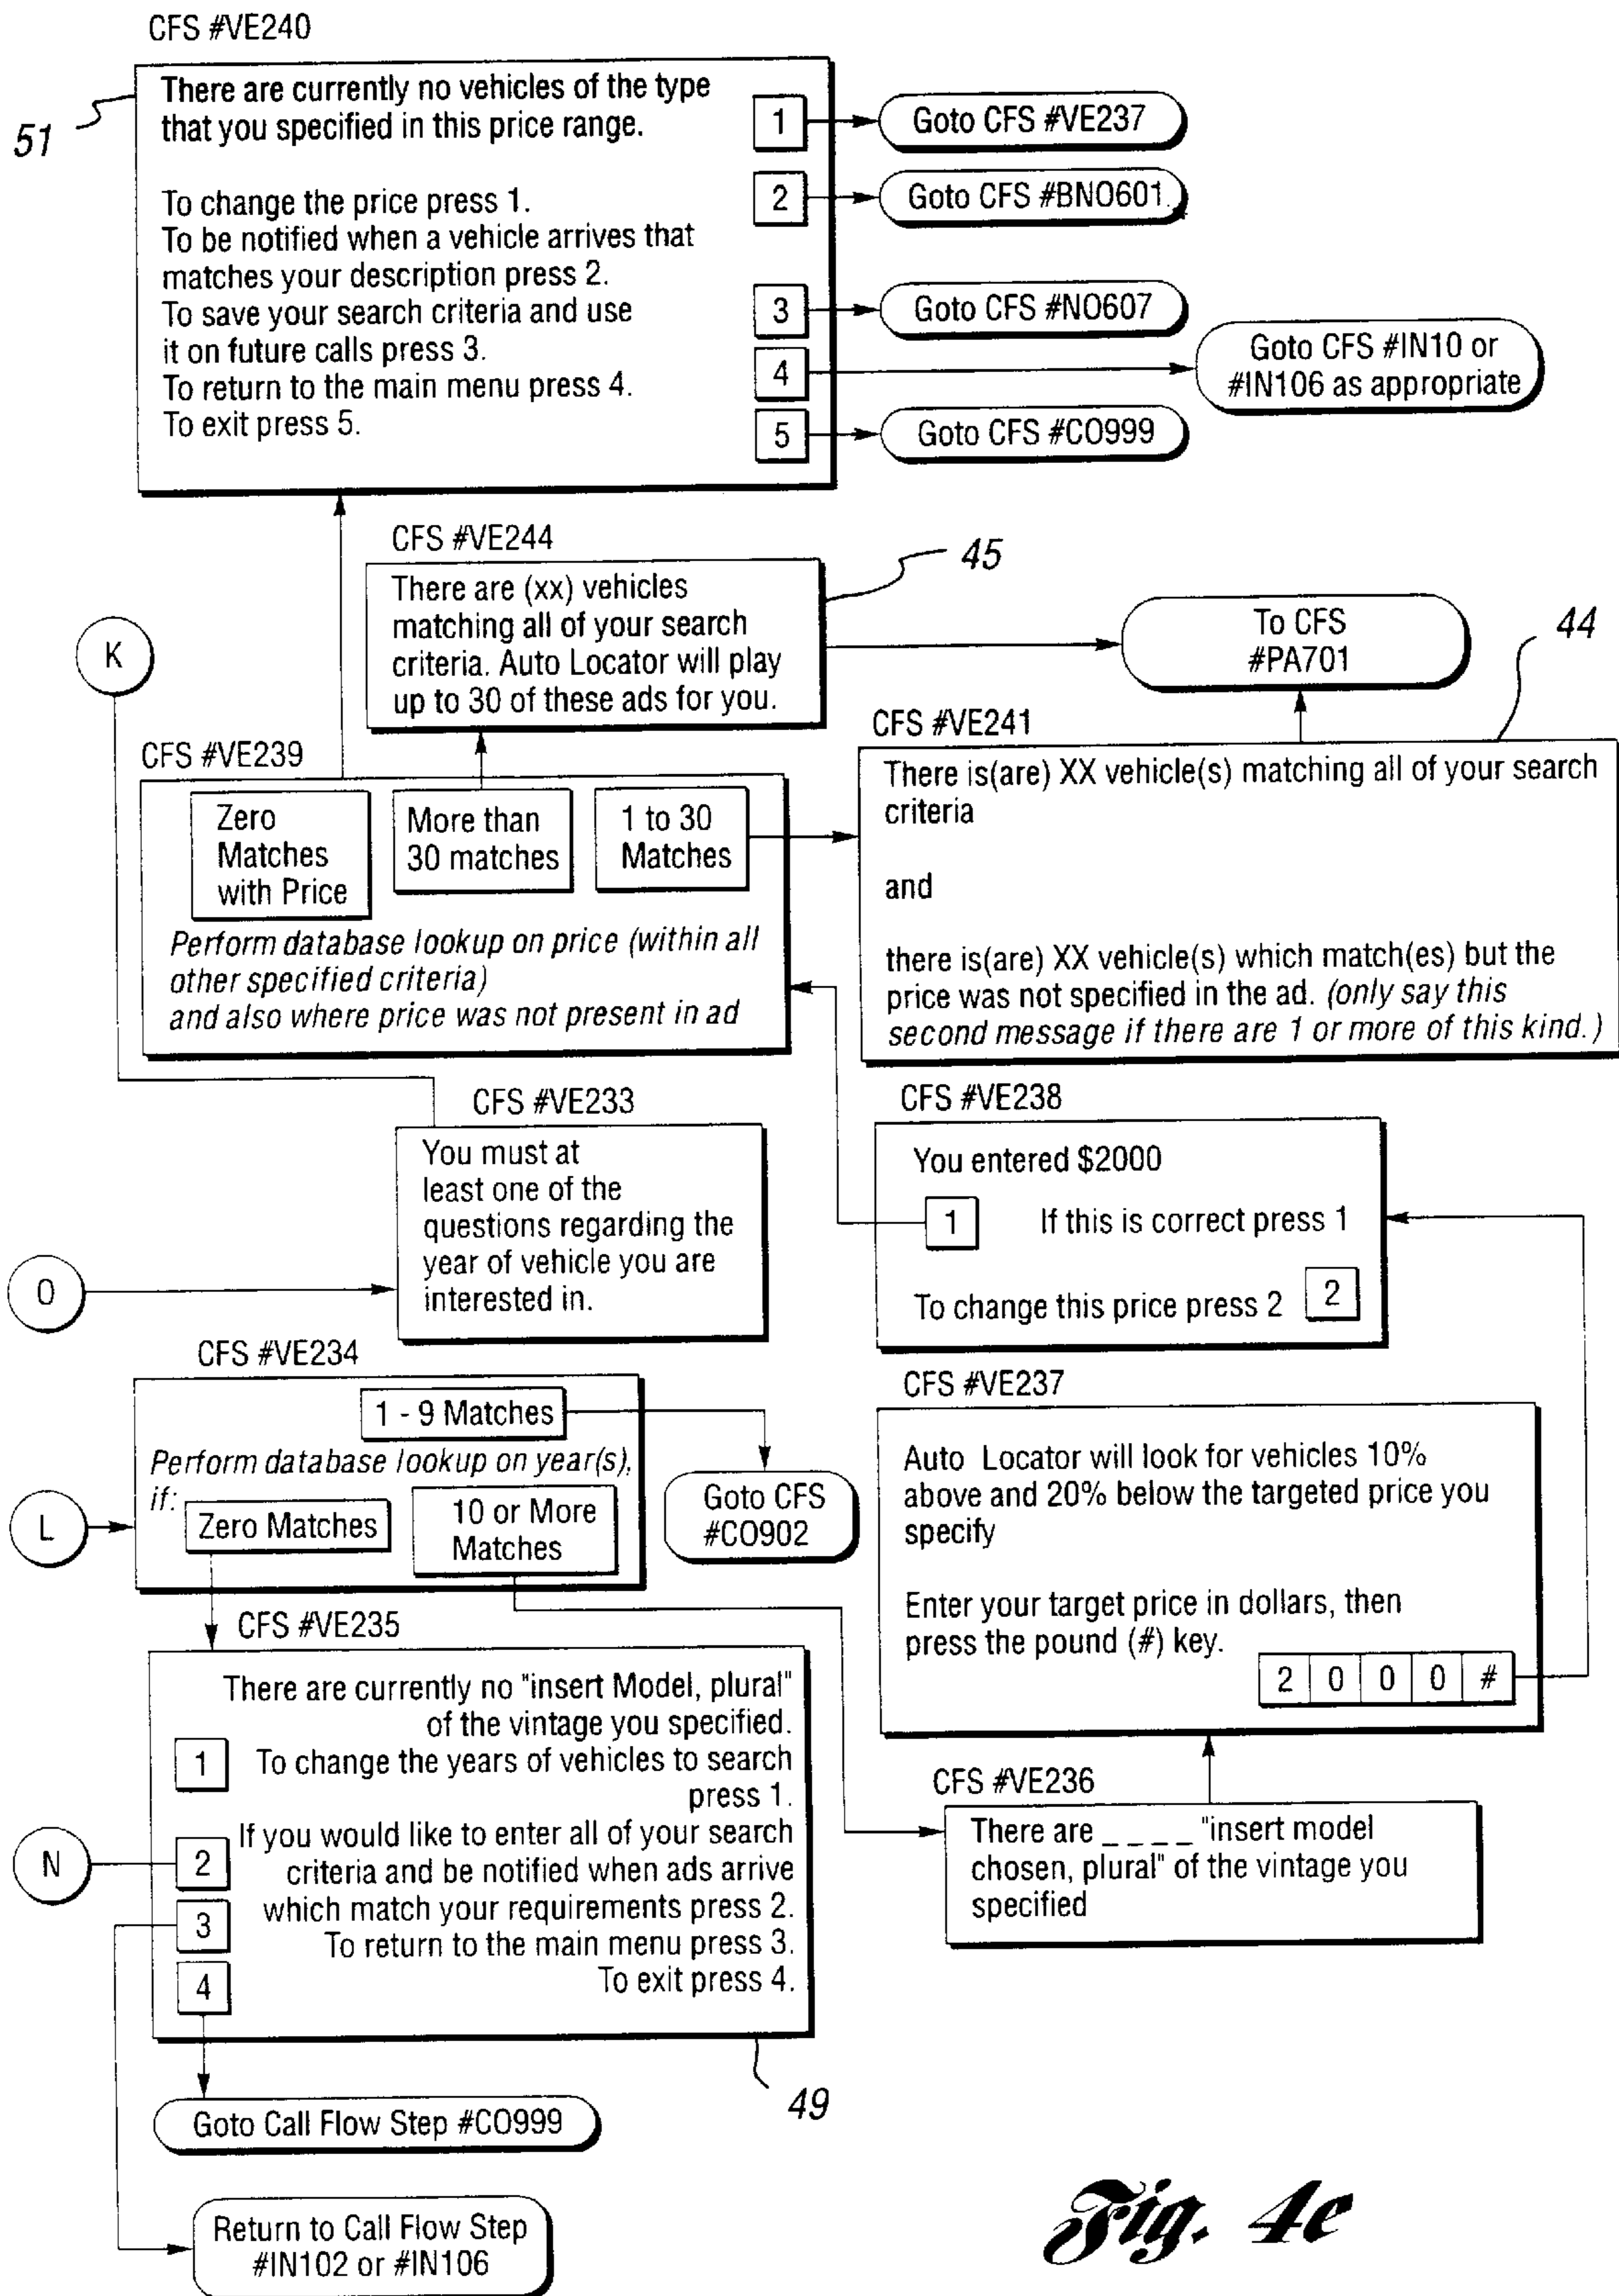 CFS #VE240
51
There are currently no vehicles of the type
that you specified in this price range.
To change the price press 1.
To be notified when a vehicle arrives that
matches your description press 2.
To save your search criteria and use
it on future calls press 3.
To return to the main menu press 4.
To exit press 5.
1
Goto CFS #VE237
2
Goto CFS #BNO601.
3
Goto CFS #NO607
4
Goto CFS #IN10 or
#IN106 as appropriate
5
Goto CFS #CO999
CFS #VE244
45
There are (xx) vehicles
matching all of your search
criteria. Auto Locator will play
up to 30 of these ads for you.
To CFS
#PA701
44
K
CFS #VE239
Zero
Matches
with Price
More than
30 matches
1 to 30
Matches
Perform database lookup on price (within all
other specified criteria)
and also where price was not present in ad
CFS #VE241
There is(are) XX vehicle(s) matching all of your search
criteria
and
there is(are) XX vehicle(s) which match(es) but the
price was not specified in the ad. (only say this
second message if there are 1 or more of this kind.)
CFS #VE233
You must at
least one of the
questions regarding the
year of vehicle you are
interested in.
O
CFS #VE238
You entered $2000
1
If this is correct press 1
To change this price press 2
2
CFS #VE234
1 - 9 Matches
Perform database lookup on year(s),
if:
Zero Matches
10 or More
Matches
L
Goto CFS
#CO902
CFS #VE237
Auto Locator will look for vehicles 10%
above and 20% below the targeted price you
specify
Enter your target price in dollars, then
press the pound (#) key.
2 0 0 0 #
CFS #VE235
There are currently no "insert Model, plural"
of the vintage you specified.
1
To change the years of vehicles to search
press 1.
N
2
If you would like to enter all of your search
criteria and be notified when ads arrive
which match your requirements press 2.
3
To return to the main menu press 3.
4
To exit press 4.
CFS #VE236
There are _ _ _ _ "insert model
chosen, plural" of the vintage you
specified
49
Goto Call Flow Step #CO999
Return to Call Flow Step
#IN102 or #IN106
Fig. 4e